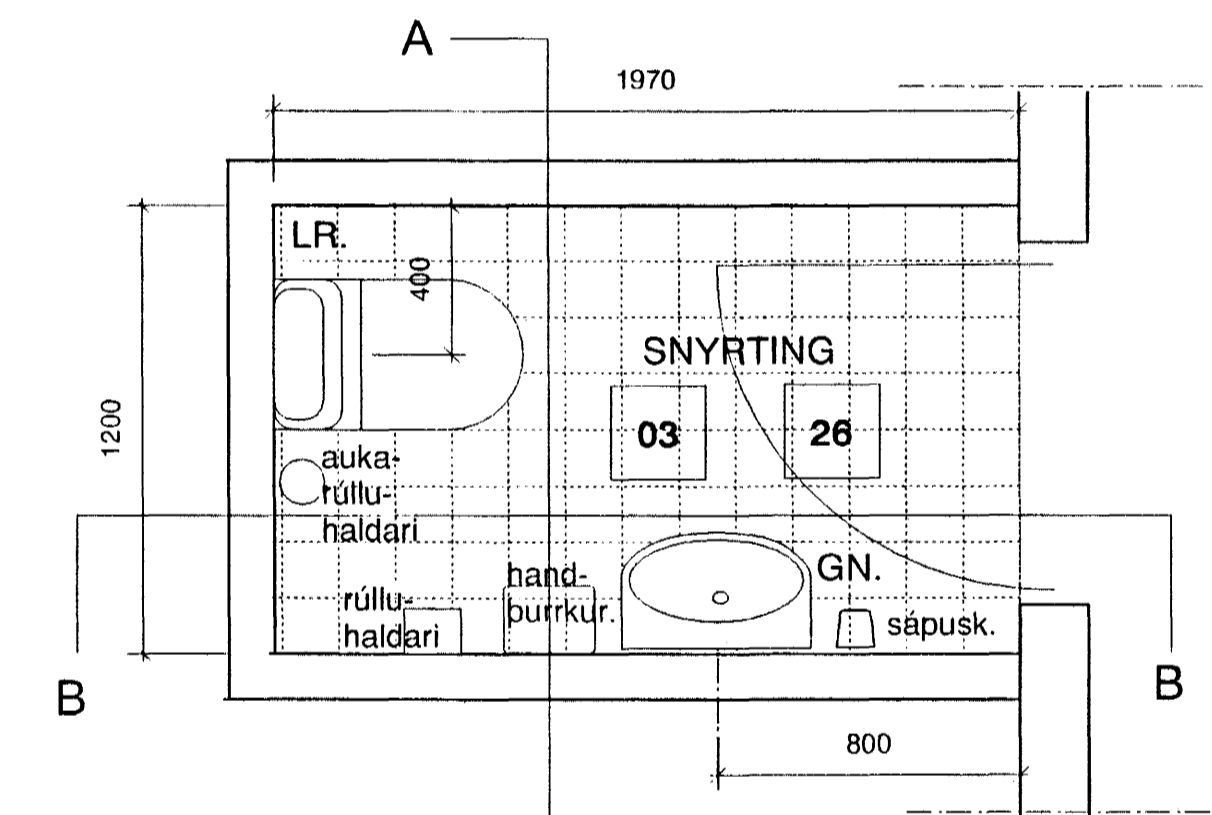 A
1970
LR.
400
SNYRTING
1200
03
26
auka-
rúllu-
haldari
hand-
þurrkur.
GN.
rúllu-
haldari
sápusk.
B
B
800